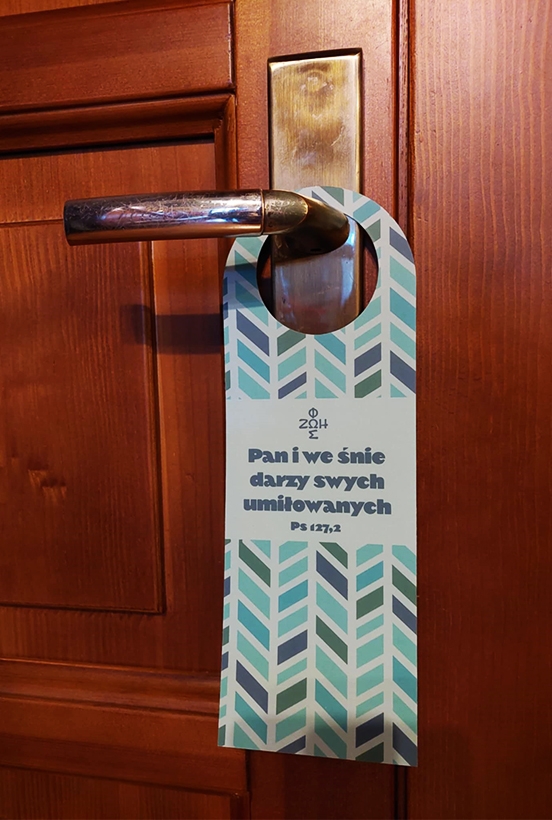 Φ
ΖΩΗ
Σ
Pan i we śnie
darzy swych
umiłowanych
Ps 127,2